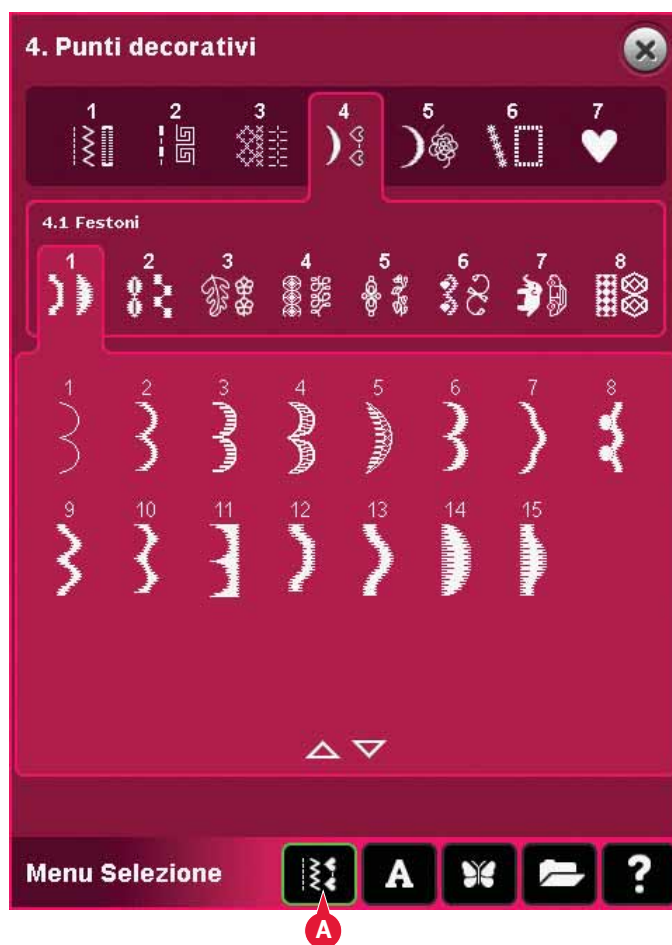 4. Punti decorativi
1 2 3 4 5 6 7
4.1 Festoni
1 2 3 4 5 6 7 8
1 2 3 4 5 6 7 8
9 10 11 12 13 14 15
Menu Selezione A ?
A